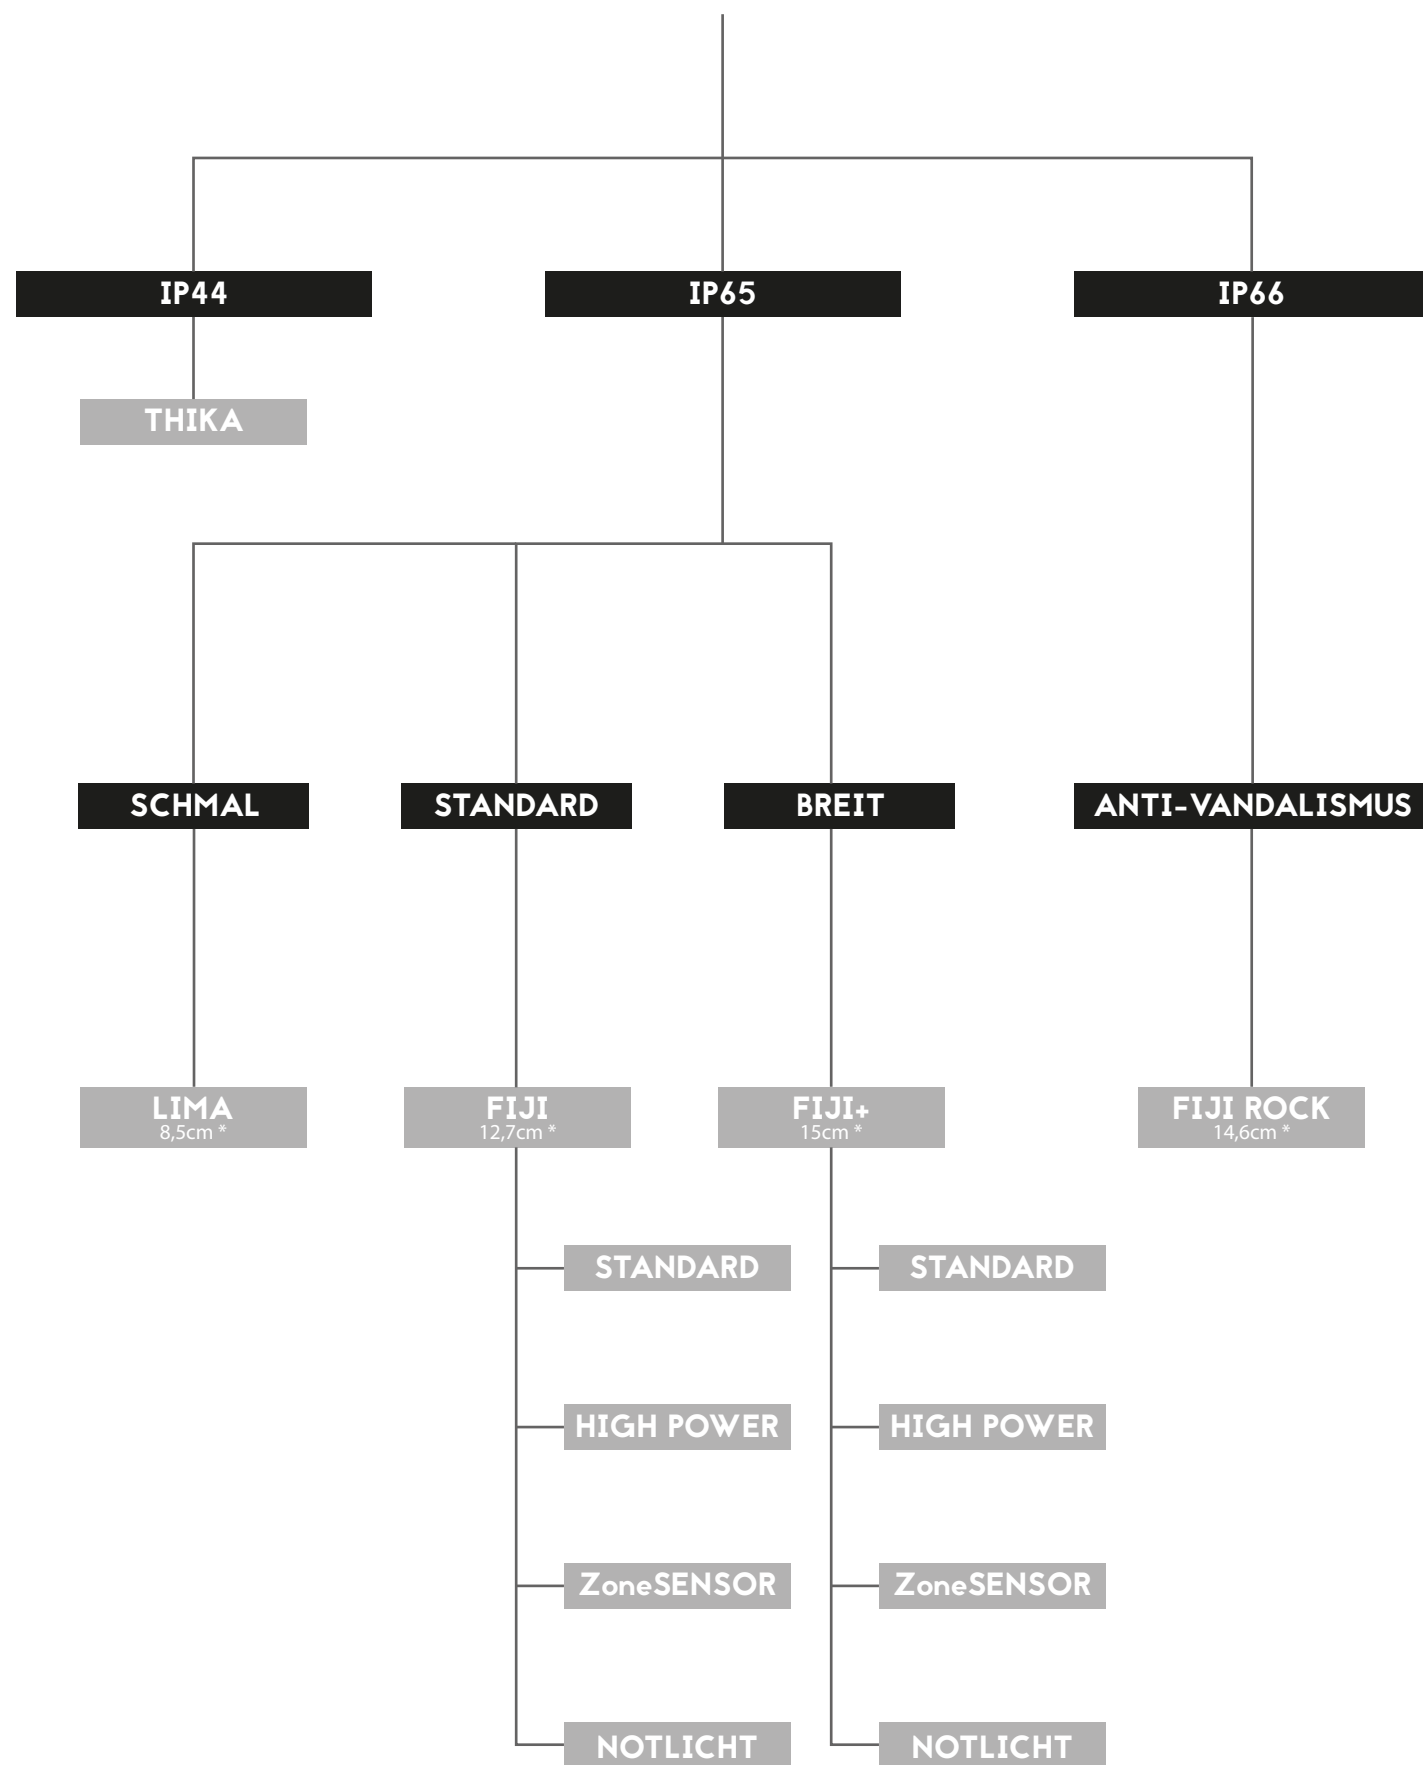 IP44
IP65
IP66
THIKA
SCHMAL
STANDARD
BREIT
ANTI-VANDALISMUS
LIMA
8,5cm *
FIJI
12,7cm *
FIJI+
15cm *
FIJI ROCK
14,6cm *
STANDARD
STANDARD
HIGH POWER
HIGH POWER
ZoneSENSOR
ZoneSENSOR
NOTLICHT
NOTLICHT